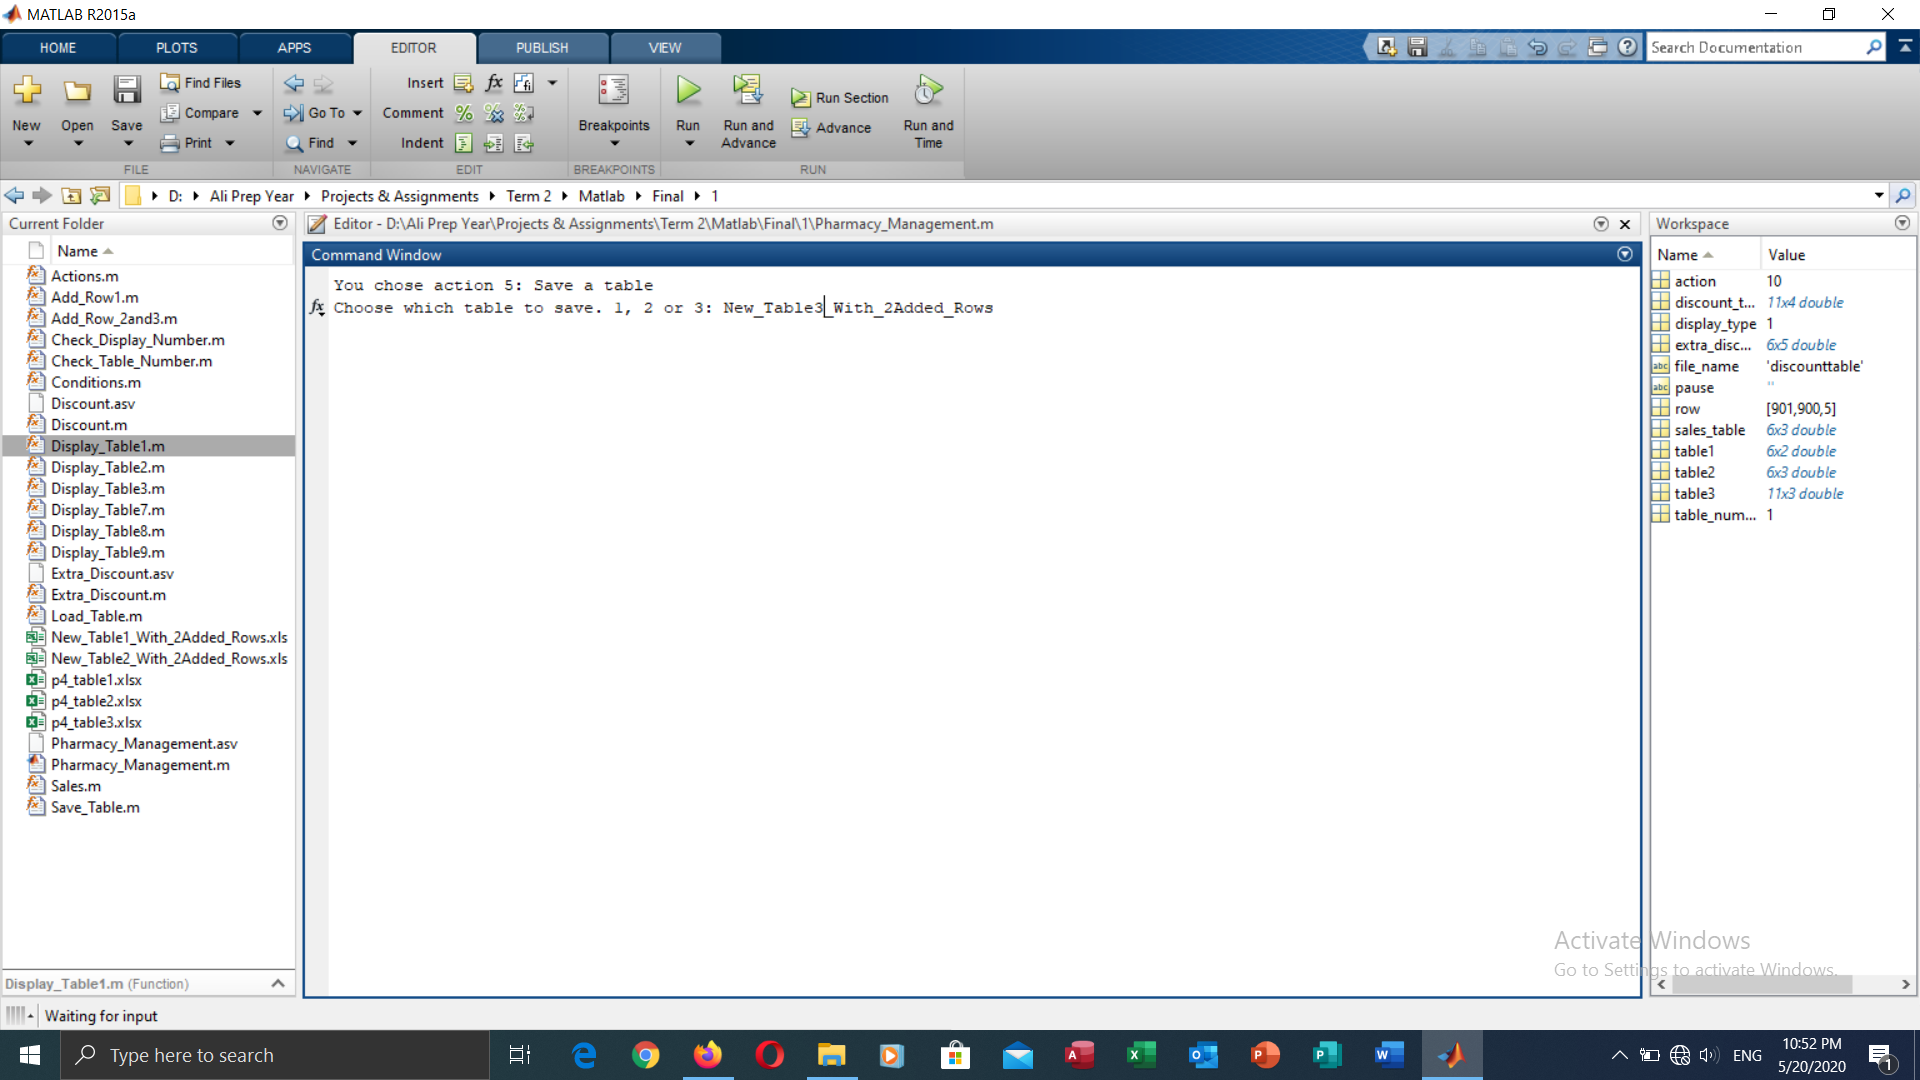 MATLAB R2015a
HOME PLOTS APPS EDITOR PUBLISH VIEW
Search Documentation
New Open Save
Find Files
Compare
Print
FILE
Go To
Find
NAVIGATE
Insert fx fi
Comment % % %
Indent
EDIT
Breakpoints
BREAKPOINTS
Run
Run and Advance
Run Section
Advance
Run and Time
RUN
D: Ali Prep Year Projects & Assignments Term 2 Matlab Final 1
Current Folder
Name
Actions.m
Add_Row1.m
Add_Row_2and3.m
Check_Display_Number.m
Check_Table_Number.m
Conditions.m
Discount.asv
Discount.m
Display_Table1.m
Display_Table2.m
Display_Table3.m
Display_Table7.m
Display_Table8.m
Display_Table9.m
Extra_Discount.asv
Extra_Discount.m
Load_Table.m
New_Table1_With_2Added_Rows.xls
New_Table2_With_2Added_Rows.xls
p4_table1.xlsx
p4_table2.xlsx
p4_table3.xlsx
Pharmacy_Management.asv
Pharmacy_Management.m
Sales.m
Save_Table.m
Display_Table1.m (Function)
Editor - D:\Ali Prep Year\Projects & Assignments\Term 2\Matlab\Final\1\Pharmacy_Management.m
Command Window
You chose action 5: Save a table
fx Choose which table to save. 1, 2 or 3: New_Table3_With_2Added_Rows
Workspace
Name Value
action 10
discount_t... 11x4 double
display_type 1
extra_disc... 6x5 double
abc file_name 'discounttable'
abc pause ''
row [901,900,5]
sales_table 6x3 double
table1 6x2 double
table2 6x3 double
table3 11x3 double
table_num... 1
Activate Windows
Go to Settings to activate Windows.
Waiting for input
Type here to search
ENG
10:52 PM
5/20/2020
1